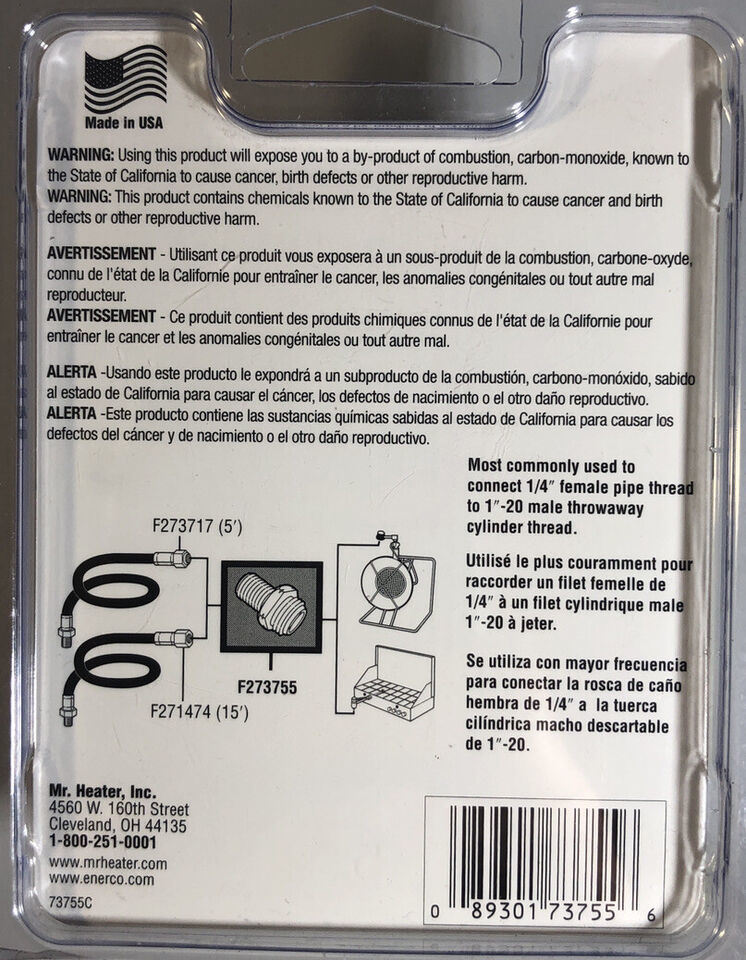 Made in USA
WARNING: Using this product will expose you to a by-product of combustion, carbon-monoxide, known to
the State of California to cause cancer, birth defects or other reproductive harm.
WARNING: This product contains chemicals known to the State of California to cause cancer and birth
defects or other reproductive harm.
AVERTISSEMENT - Utilisant ce produit vous exposera à un sous-produit de la combustion, carbone-oxyde,
connu de l'état de la Californie pour entraîner le cancer, les anomalies congénitales ou tout autre mal
reproducteur.
AVERTISSEMENT - Ce produit contient des produits chimiques connus de l'état de la Californie pour
entraîner le cancer et les anomalies congénitales ou tout autre mal.
ALERTA -Usando este producto le expondrá a un subproducto de la combustión, carbono-monóxido, sabido
al estado de California para causar el cáncer, los defectos de nacimiento o el otro daño reproductivo.
ALERTA -Este producto contiene las sustancias químicas sabidas al estado de California para causar los
defectos del cáncer y de nacimiento o el otro daño reproductivo.
Most commonly used to
connect 1/4" female pipe thread
to 1"-20 male throwaway
cylinder thread.
Utilisé le plus couramment pour
raccorder un filet femelle de
1/4" à un filet cylindrique male
1"-20 à jeter.
Se utiliza con mayor frecuencia
para conectar la rosca de caño
hembra de 1/4" a la tuerca
cilíndrica macho descartable
de 1"-20.
F273717 (5')
F273755
F271474 (15')
Mr. Heater, Inc.
4560 W. 160th Street
Cleveland, OH 44135
1-800-251-0001
www.mrheater.com
www.enerco.com
73755C
0 89301 73755 6